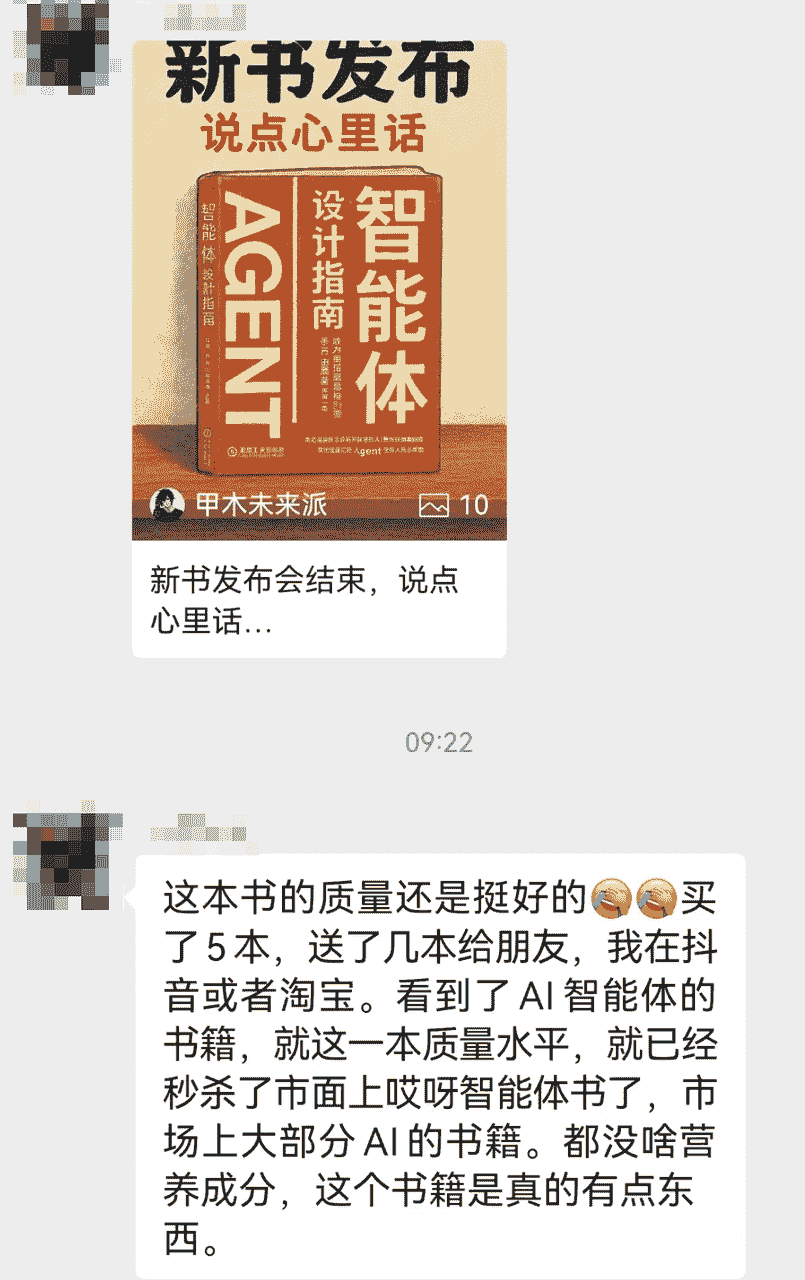 新书发布
说点心里话
智能体
设计指南
AGENT
智能体设计指南
甲木未来派
10
新书发布会结束，说点
心里话...
09:22
这本书的质量还是挺好的🤦🤦买
了5本，送了几本给朋友，我在抖
音或者淘宝。看到了AI智能体的
书籍，就这一本质量水平，就已经
秒杀了市面上哎呀智能体书了，市
场上大部分AI的书籍。都没啥营
养成分，这个书籍是真的有点东
西。